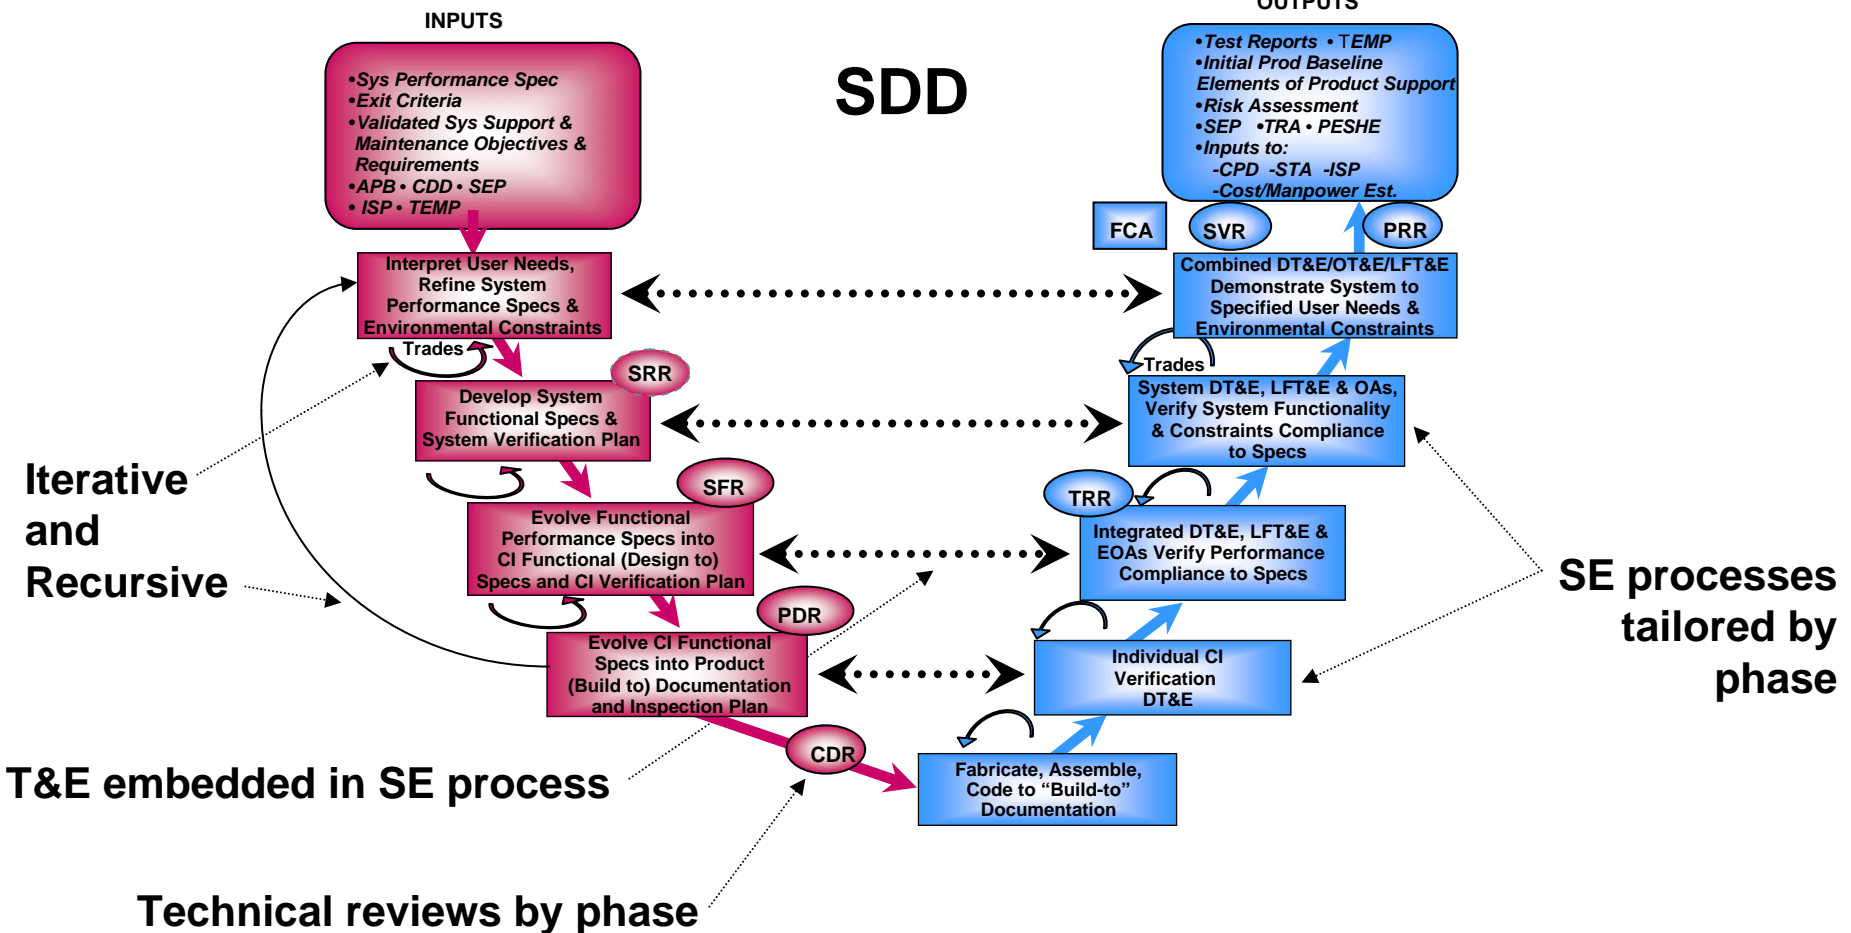 INPUTS
•Sys Performance Spec
•Exit Criteria
•Validated Sys Support &
Maintenance Objectives &
Requirements
•APB • CDD • SEP
• ISP • TEMP
SDD
OUTPUTS
•Test Reports • TEMP
•Initial Prod Baseline
Elements of Product Support
•Risk Assessment
•SEP •TRA • PESHE
•Inputs to:
-CPD -STA -ISP
-Cost/Manpower Est.
FCA
SVR
PRR
Interpret User Needs,
Refine System
Performance Specs &
Environmental Constraints
Combined DT&E/OT&E/LFT&E
Demonstrate System to
Specified User Needs &
Environmental Constraints
Trades
SRR
Trades
Develop System
Functional Specs &
System Verification Plan
System DT&E, LFT&E & OAs,
Verify System Functionality
& Constraints Compliance
to Specs
Iterative
and
Recursive
SFR
TRR
Evolve Functional
Performance Specs into
CI Functional (Design to)
Specs and CI Verification Plan
Integrated DT&E, LFT&E &
EOAs Verify Performance
Compliance to Specs
SE processes
tailored by
phase
PDR
Evolve CI Functional
Specs into Product
(Build to) Documentation
and Inspection Plan
Individual CI
Verification
DT&E
T&E embedded in SE process
CDR
Fabricate, Assemble,
Code to “Build-to”
Documentation
Technical reviews by phase